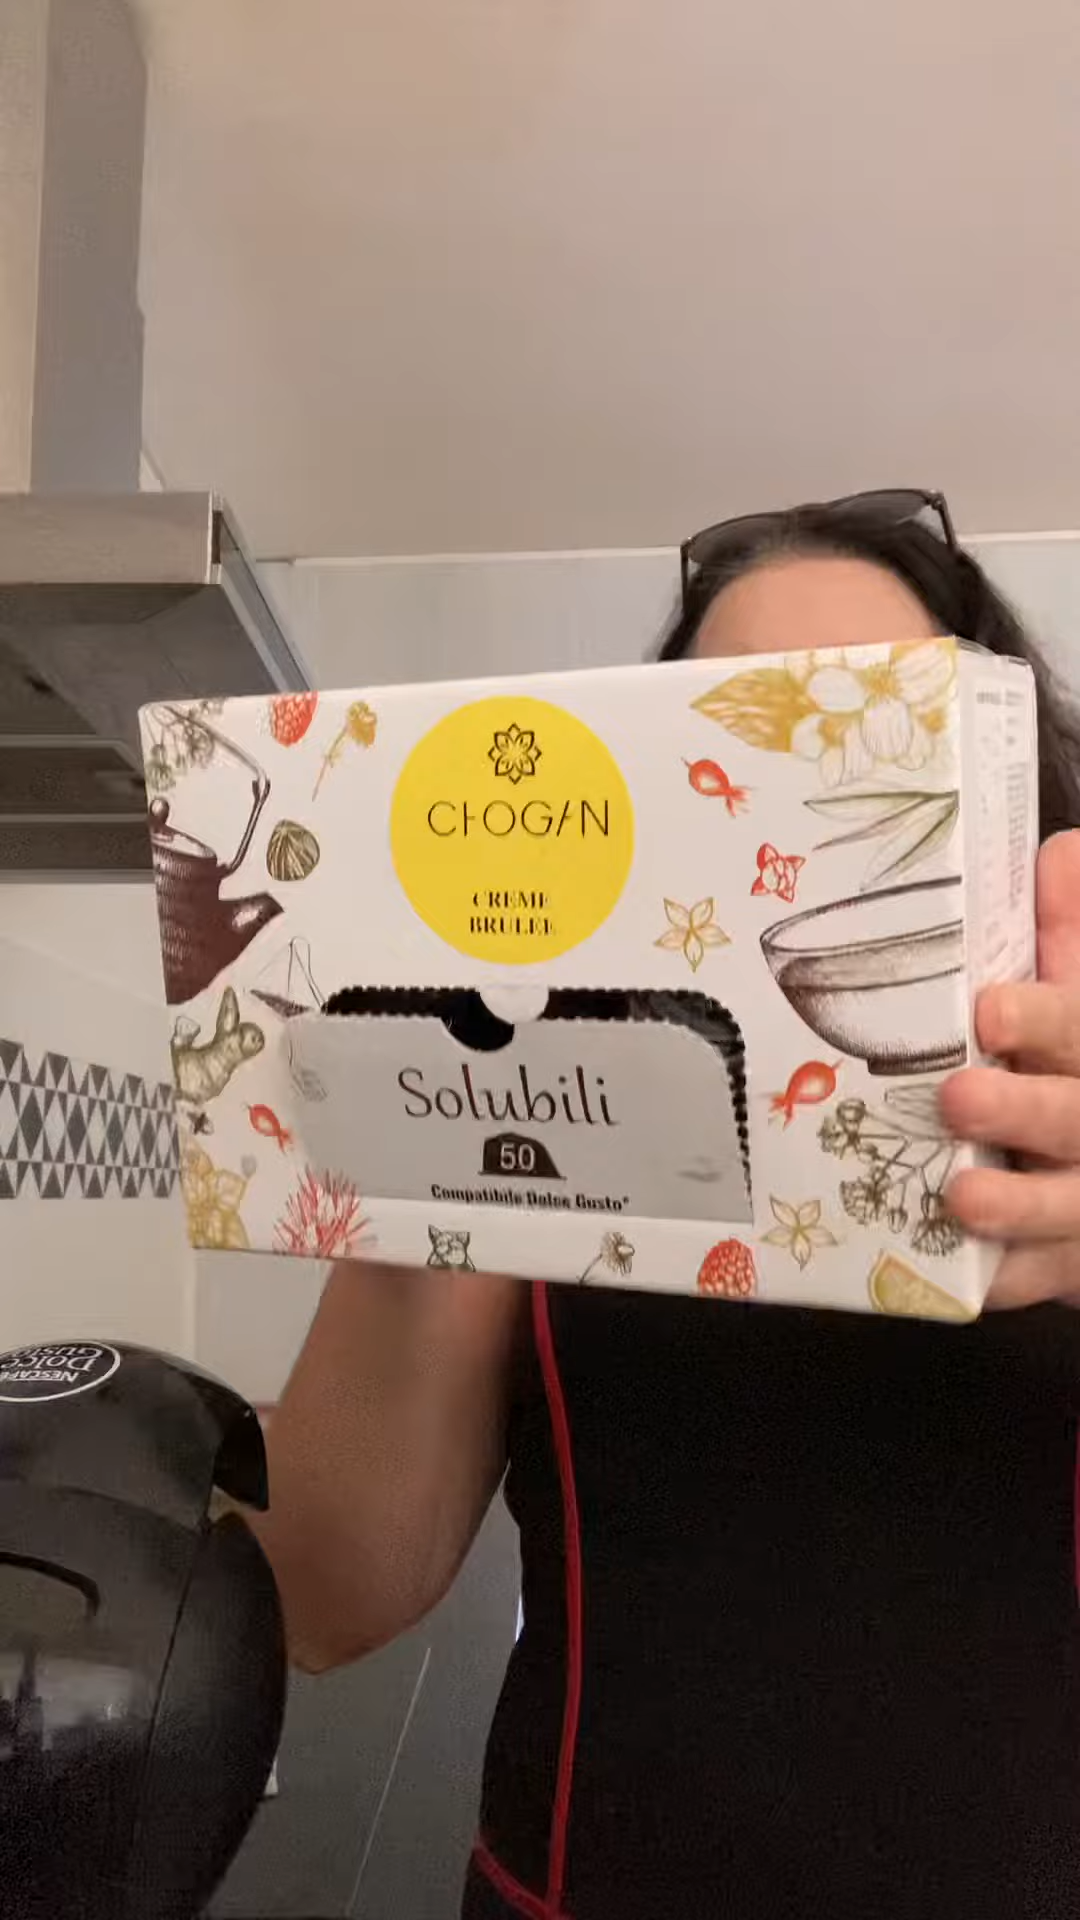 CHOGAN
CREME
BRULEE
Solubili
50
Compatibile Dolce Gusto*
NESCAFÉ
Dolce
Gusto